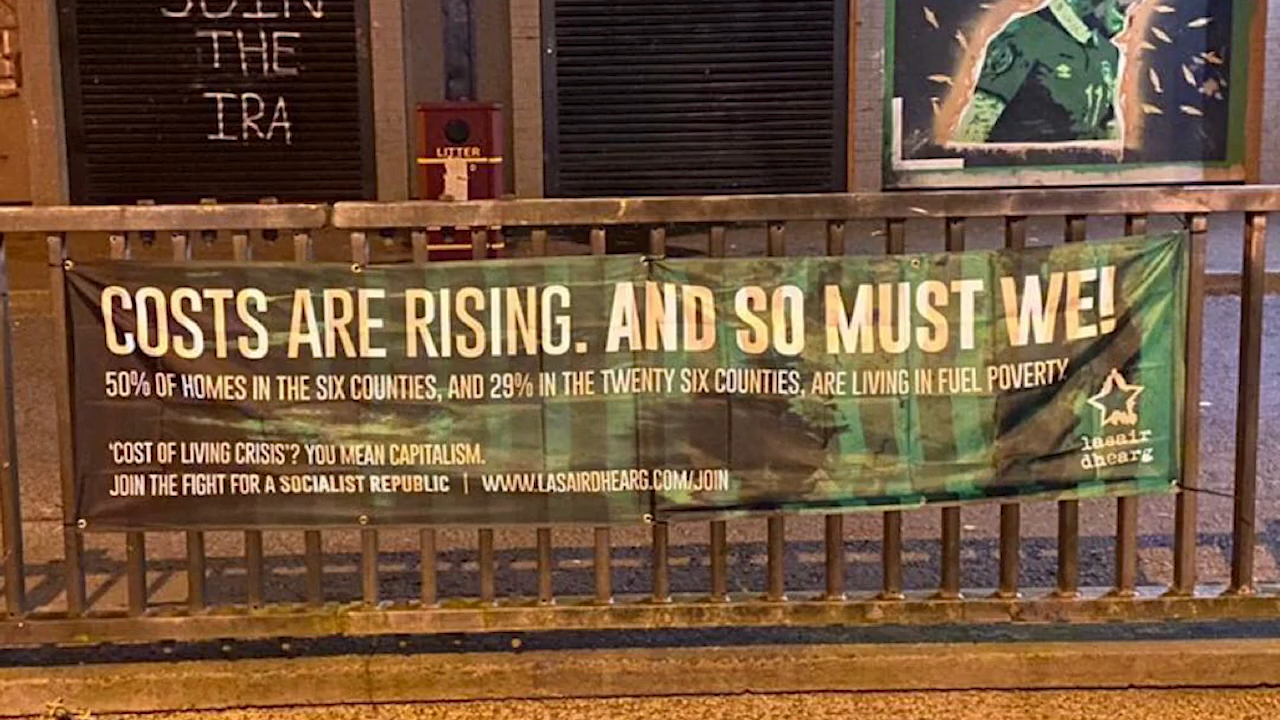 JOIN
THE
IRA
LITTER
11
COSTS ARE RISING. AND SO MUST WE!
50% OF HOMES IN THE SIX COUNTIES, AND 29% IN THE TWENTY SIX COUNTIES, ARE LIVING IN FUEL POVERTY.
'COST OF LIVING CRISIS'? YOU MEAN CAPITALISM.
JOIN THE FIGHT FOR A SOCIALIST REPUBLIC | WWW.LASAIRDHEARG.COM/JOIN
lasair
dhearg